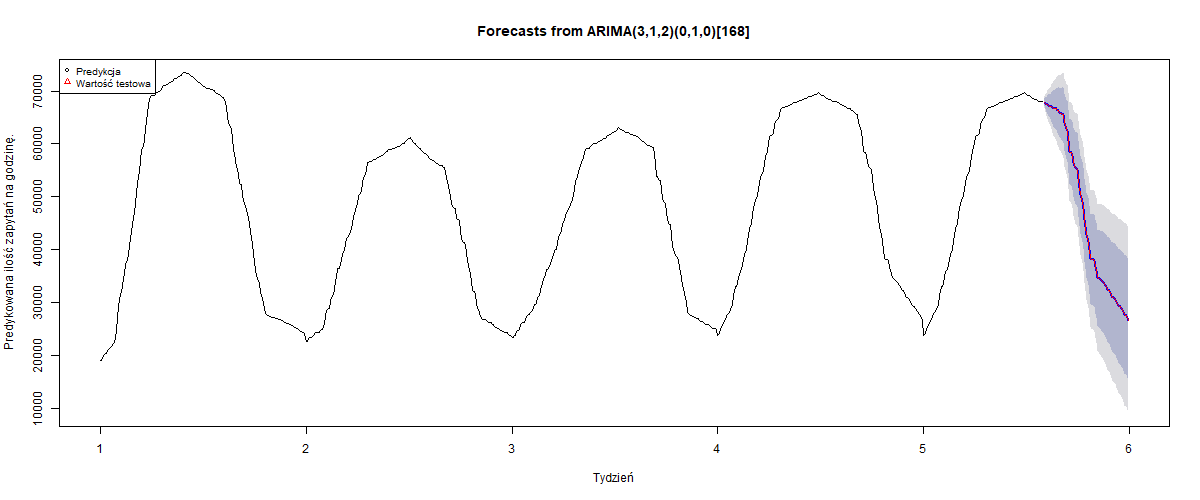 Forecasts from ARIMA(3,1,2)(0,1,0)[168]
Predykcja
Wartość testowa
Predykowana ilość zapytań na godzinę.
70000
60000
50000
40000
30000
20000
10000
1 2 3 4 5 6
Tydzień